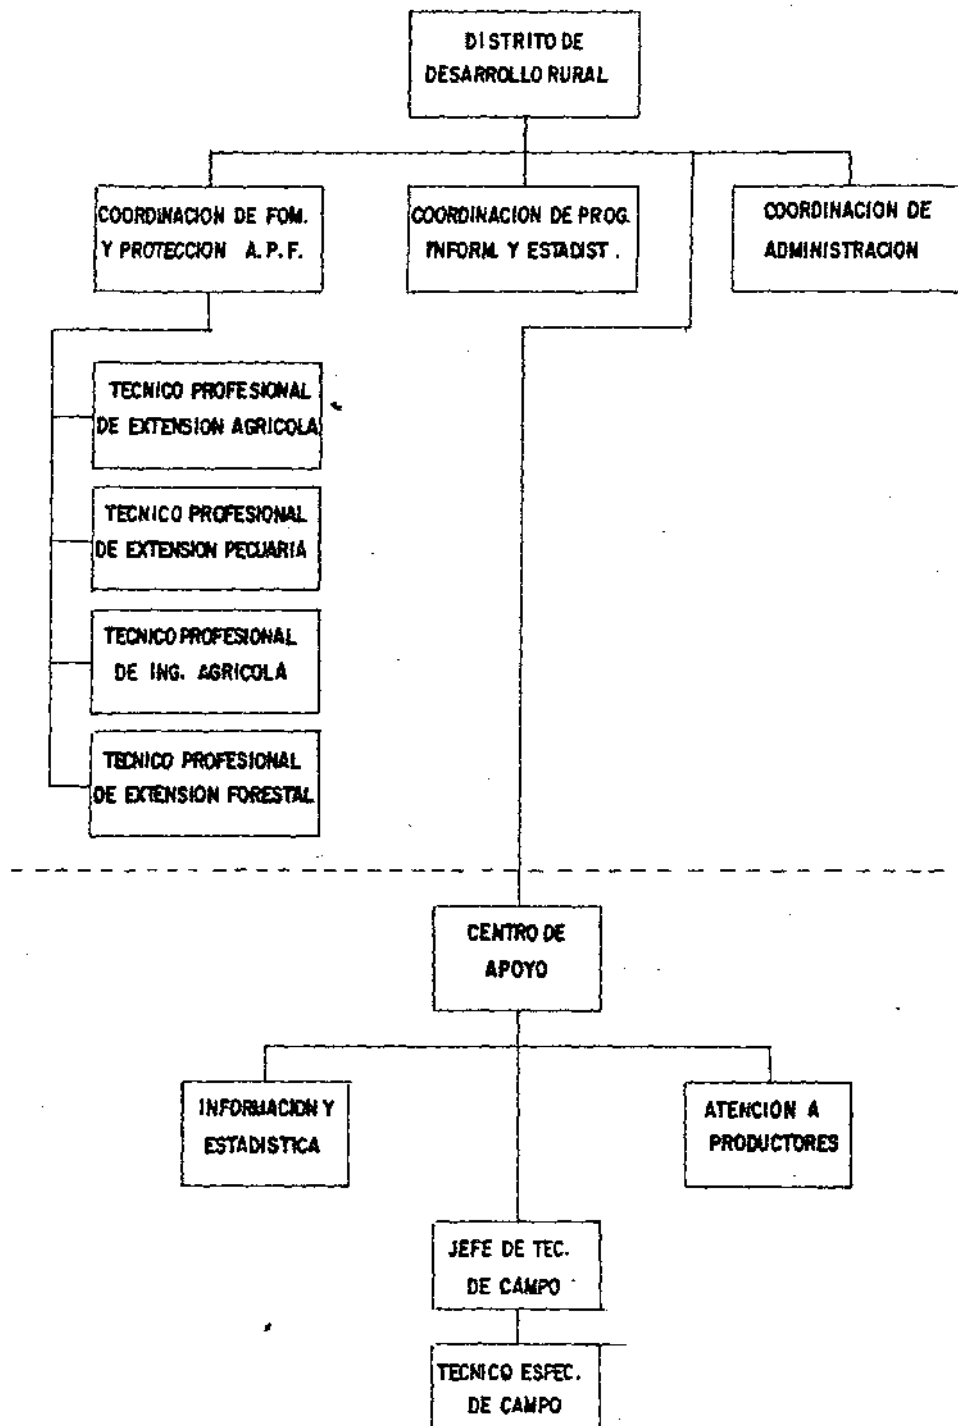 DISTRITO DE
DESARROLLO RURAL
COORDINACION DE FOM.
Y PROTECCION A.P.F.
COORDINACION DE PROG.
INFORM. Y ESTADIST.
COORDINACION DE
ADMINISTRACION
TECNICO PROFESIONAL
DE EXTENSION AGRICOLA
TECNICO PROFESIONAL
DE EXTENSION PECUARIA
TECNICO PROFESIONAL
DE ING. AGRICOLA
TECNICO PROFESIONAL
DE EXTENSION FORESTAL
CENTRO DE
APOYO
INFORMACION Y
ESTADISTICA
ATENCION A
PRODUCTORES
JEFE DE TEC.
DE CAMPO
TECNICO ESPEC.
DE CAMPO